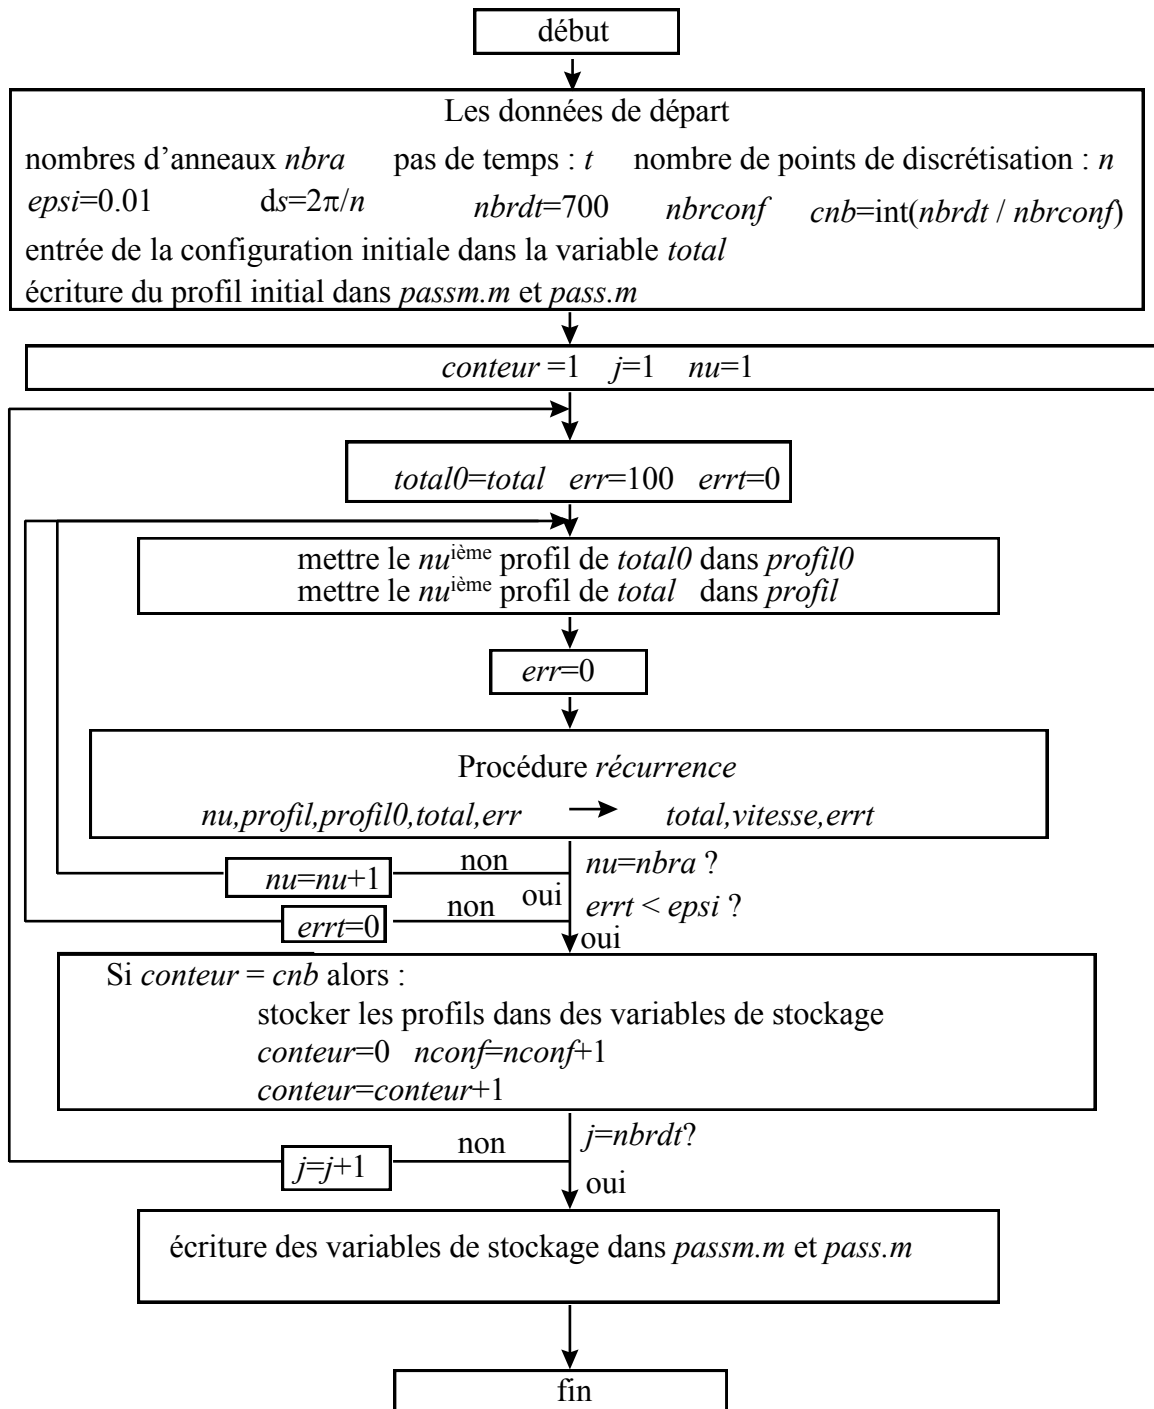 début
Les données de départ
nombres d’anneaux nbra pas de temps : t nombre de points de discrétisation : n
epsi=0.01 ds=2π/n nbrdt=700 nbrconf cnb=int(nbrdt / nbrconf)
entrée de la configuration initiale dans la variable total
écriture du profil initial dans passm.m et pass.m
conteur =1 j=1 nu=1
total0=total err=100 errt=0
mettre le nuième profil de total0 dans profil0
mettre le nuième profil de total dans profil
err=0
Procédure récurrence
nu,profil,profil0,total,err → total,vitesse,errt
nu=nu+1 non nu=nbra ?
oui
errt=0 non errt < epsi ?
oui
Si conteur = cnb alors :
stocker les profils dans des variables de stockage
conteur=0 nconf=nconf+1
conteur=conteur+1
j=j+1 non j=nbrdt?
oui
écriture des variables de stockage dans passm.m et pass.m
fin